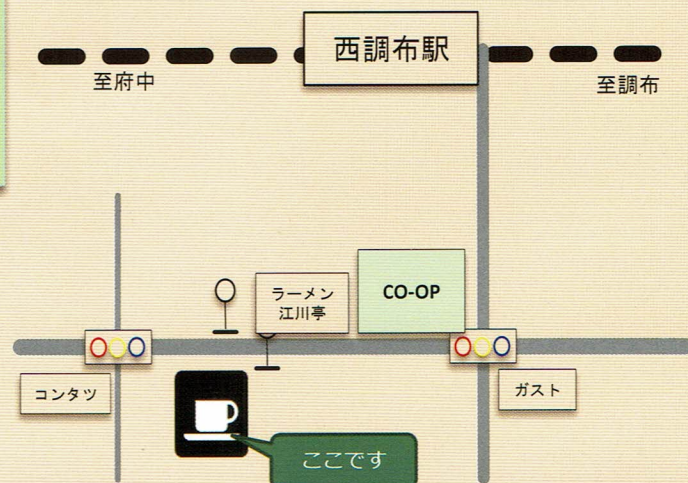 西調布駅
至府中
至調布
ラーメン
江川亭
CO-OP
コンタツ
ガスト
ここです